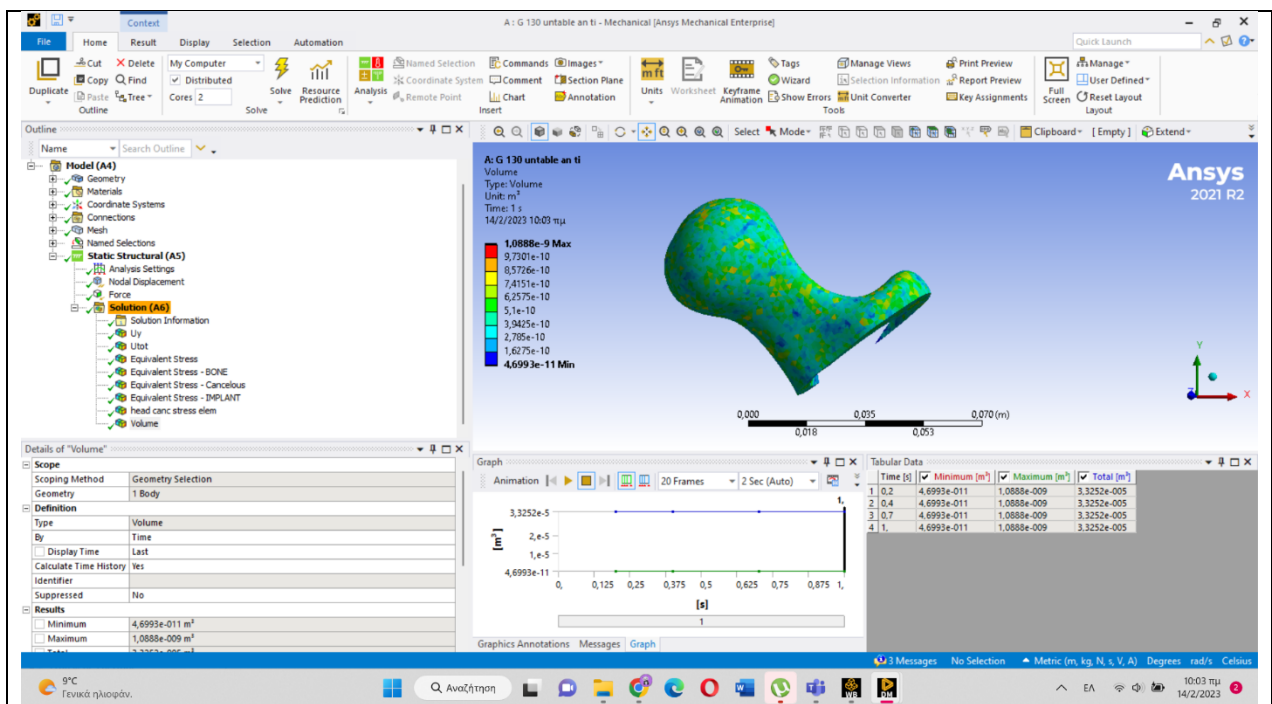 Context
A : G 130 untable an ti - Mechanical [Ansys Mechanical Enterprise]
File Home Result Display Selection Automation
Quick Launch
Duplicate
Cut
Copy
Paste
Delete
Find
Tree
Outline
My Computer
Distributed
Cores 2
Solve
Resource Prediction
Solve
Analysis
Named Selection
Coordinate System
Remote Point
Commands
Comment
Chart
Images
Section Plane
Annotation
Insert
Units
Worksheet
Keyframe Animation
Tags
Wizard
Show Errors
Manage Views
Selection Information
Unit Converter
Print Preview
Report Preview
Key Assignments
Tools
Full Screen
Manage
User Defined
Reset Layout
Layout
Outline
Name Search Outline
Select Mode Clipboard [ Empty ] Extend
Model (A4)
Geometry
Materials
Coordinate Systems
Connections
Mesh
Named Selections
Static Structural (A5)
Analysis Settings
Nodal Displacement
Force
Solution (A6)
Solution Information
Uy
Utot
Equivalent Stress
Equivalent Stress - BONE
Equivalent Stress - Cancelous
Equivalent Stress - IMPLANT
head canc stress elem
Volume
A: G 130 untable an ti
Volume
Type: Volume
Unit: m³
Time: 1 s
14/2/2023 10:03 πμ
1,0888e-9 Max
9,7301e-10
8,5726e-10
7,4151e-10
6,2575e-10
5,1e-10
3,9425e-10
2,785e-10
1,6275e-10
4,6993e-11 Min
Ansys
2021 R2
0,000 0,035 0,070 (m)
0,018 0,053
Y
Z X
Details of "Volume"
Scope
Scoping Method Geometry Selection
Geometry 1 Body
Definition
Type Volume
By Time
Display Time Last
Calculate Time History Yes
Identifier
Suppressed No
Results
Minimum 4,6993e-011 m³
Maximum 1,0888e-009 m³
Total 3,3252e-005 m³
Graph
Animation 20 Frames 2 Sec (Auto)
1,
3,3252e-5
2,e-5
1,e-5
4,6993e-11
[m³]
0, 0,125 0,25 0,375 0,5 0,625 0,75 0,875 1,
[s]
1
Graphics Annotations Messages Graph
Tabular Data
Time [s] Minimum [m³] Maximum [m³] Total [m³]
1 0,2 4,6993e-011 1,0888e-009 3,3252e-005
2 0,4 4,6993e-011 1,0888e-009 3,3252e-005
3 0,7 4,6993e-011 1,0888e-009 3,3252e-005
4 1, 4,6993e-011 1,0888e-009 3,3252e-005
3 Messages No Selection Metric (m, kg, N, s, V, A) Degrees rad/s Celsius
9°C
Γενικά ηλιοφάν.
Αναζήτηση
WB
DM
ΕΛ
10:03 πμ
14/2/2023
2